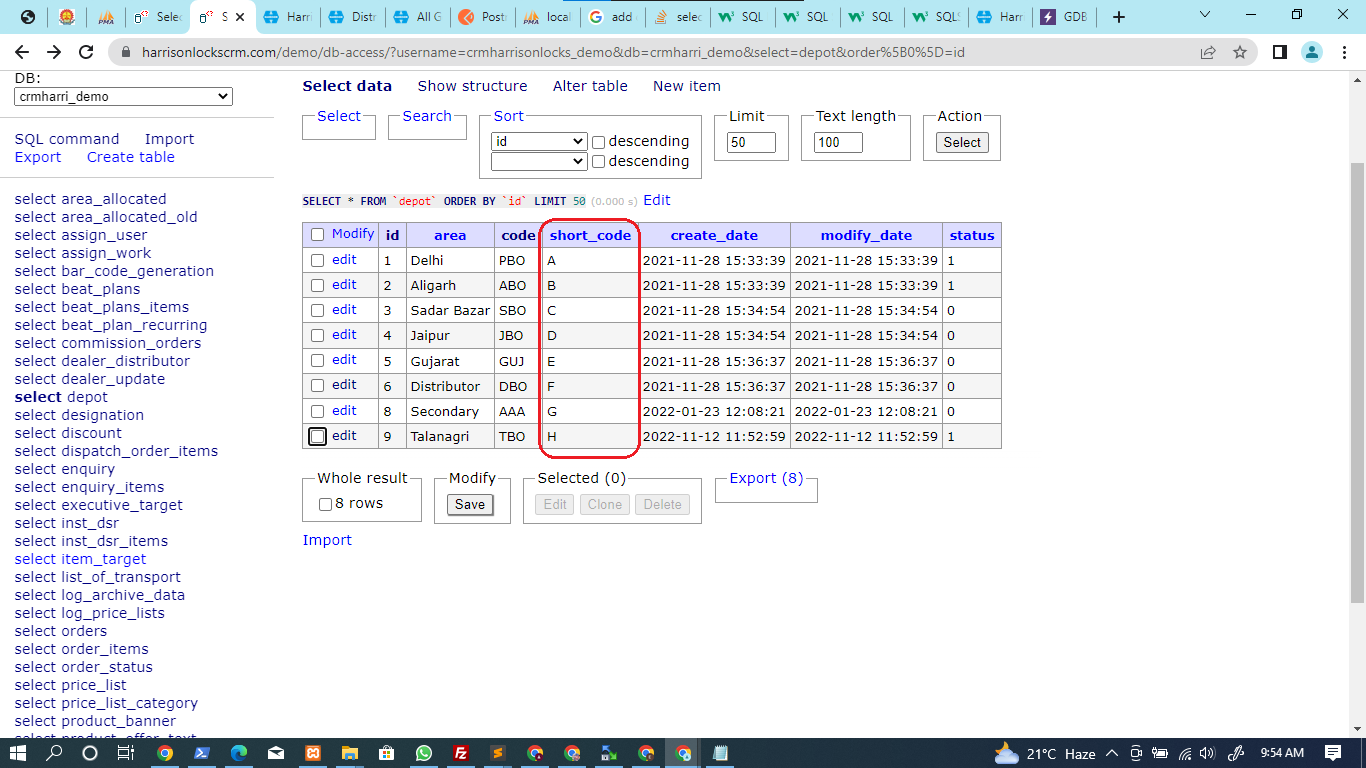 Selec
S
Harri
Distr
All G
Post
local
add
selec
SQL
SQL
SQL
SQL
Harr
GDB
harrisonlockscrm.com/demo/db-access/?username=crmharrisonlocks_demo&db=crmharri_demo&select=depot&order%5B0%5D=id
DB:
crmharri_demo
SQL command Import
Export Create table
select area_allocated
select area_allocated_old
select assign_user
select assign_work
select bar_code_generation
select beat_plans
select beat_plans_items
select beat_plan_recurring
select commission_orders
select dealer_distributor
select dealer_update
select depot
select designation
select discount
select dispatch_order_items
select enquiry
select enquiry_items
select executive_target
select inst_dsr
select inst_dsr_items
select item_target
select list_of_transport
select log_archive_data
select log_price_lists
select orders
select order_items
select order_status
select price_list
select price_list_category
select product_banner
select product_offer_text
Select data Show structure Alter table New item
Select
Search
Sort
id descending
descending
Limit
50
Text length
100
Action
Select
SELECT * FROM `depot` ORDER BY `id` LIMIT 50 (0.000 s) Edit
Modify id area code short_code create_date modify_date status
edit 1 Delhi PBO A 2021-11-28 15:33:39 2021-11-28 15:33:39 1
edit 2 Aligarh ABO B 2021-11-28 15:33:39 2021-11-28 15:33:39 1
edit 3 Sadar Bazar SBO C 2021-11-28 15:34:54 2021-11-28 15:34:54 0
edit 4 Jaipur JBO D 2021-11-28 15:34:54 2021-11-28 15:34:54 0
edit 5 Gujarat GUJ E 2021-11-28 15:36:37 2021-11-28 15:36:37 0
edit 6 Distributor DBO F 2021-11-28 15:36:37 2021-11-28 15:36:37 0
edit 8 Secondary AAA G 2022-01-23 12:08:21 2022-01-23 12:08:21 0
edit 9 Talanagri TBO H 2022-11-12 11:52:59 2022-11-12 11:52:59 1
Whole result
8 rows
Modify
Save
Selected (0)
Edit Clone Delete
Export (8)
Import
21°C Haze
9:54 AM